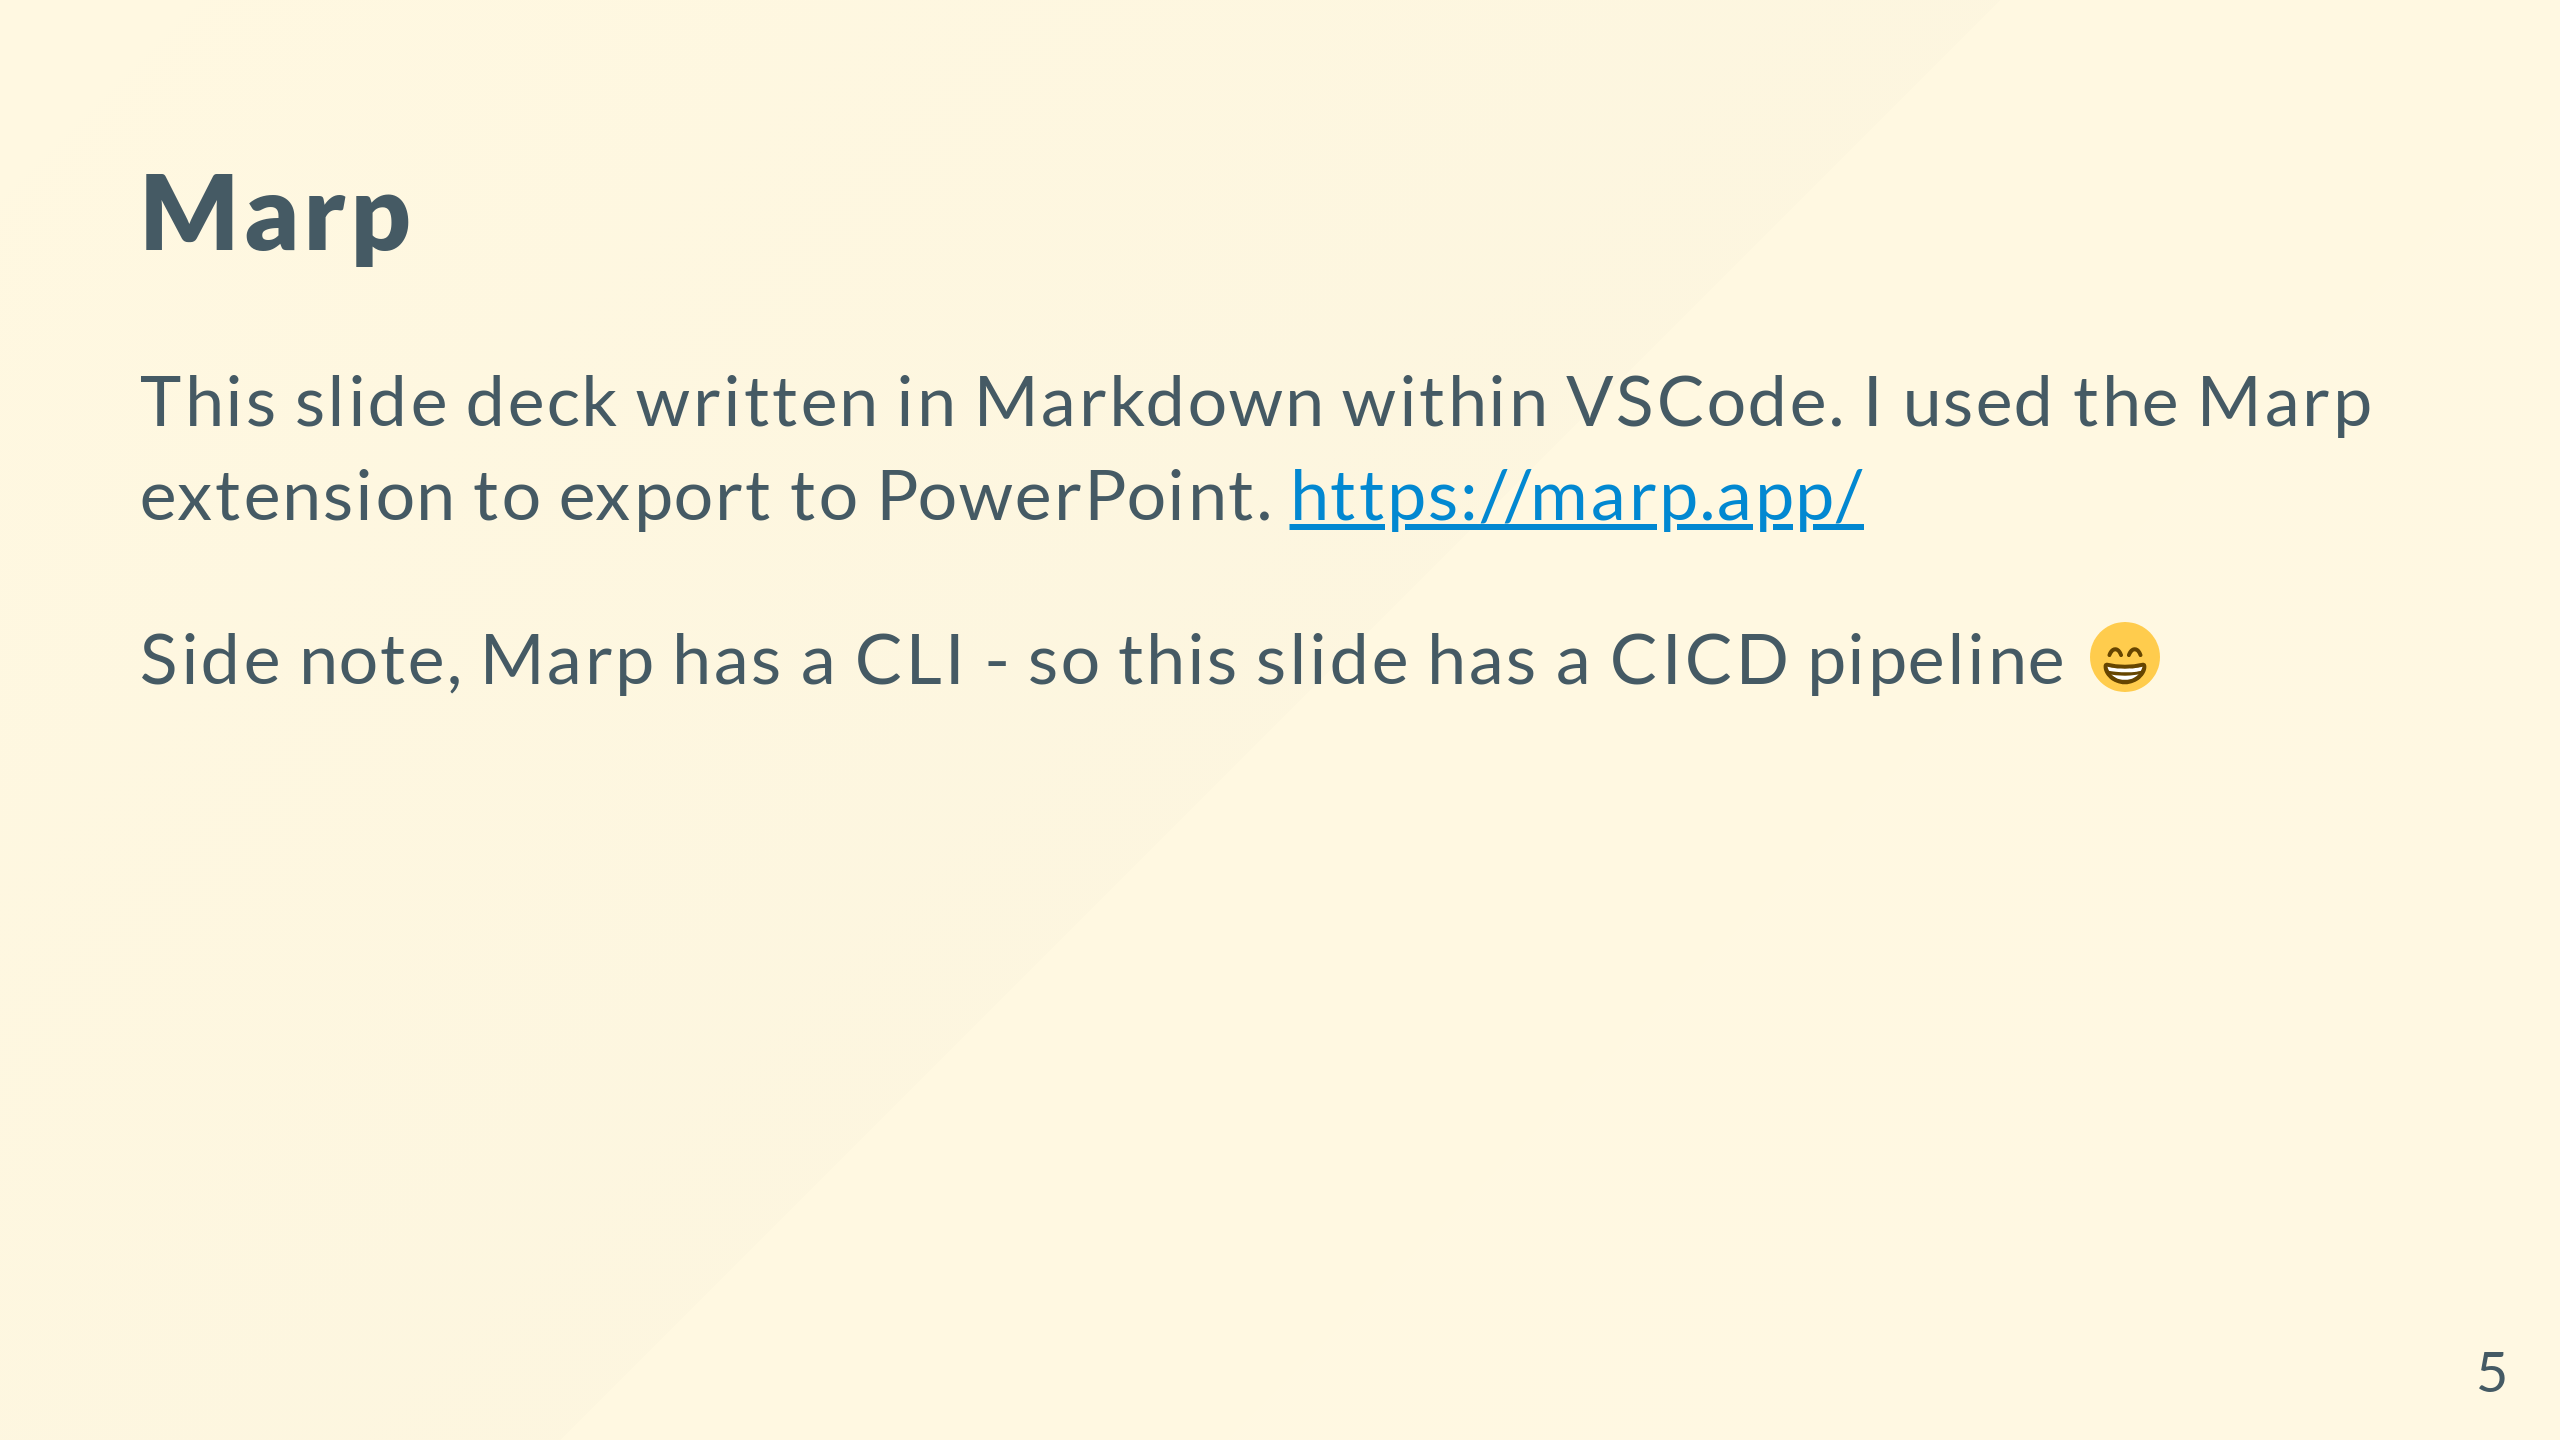 Marp
This slide deck written in Markdown within VSCode. I used the Marp
extension to export to PowerPoint. https://marp.app/
Side note, Marp has a CLI - so this slide has a CICD pipeline 😁
5